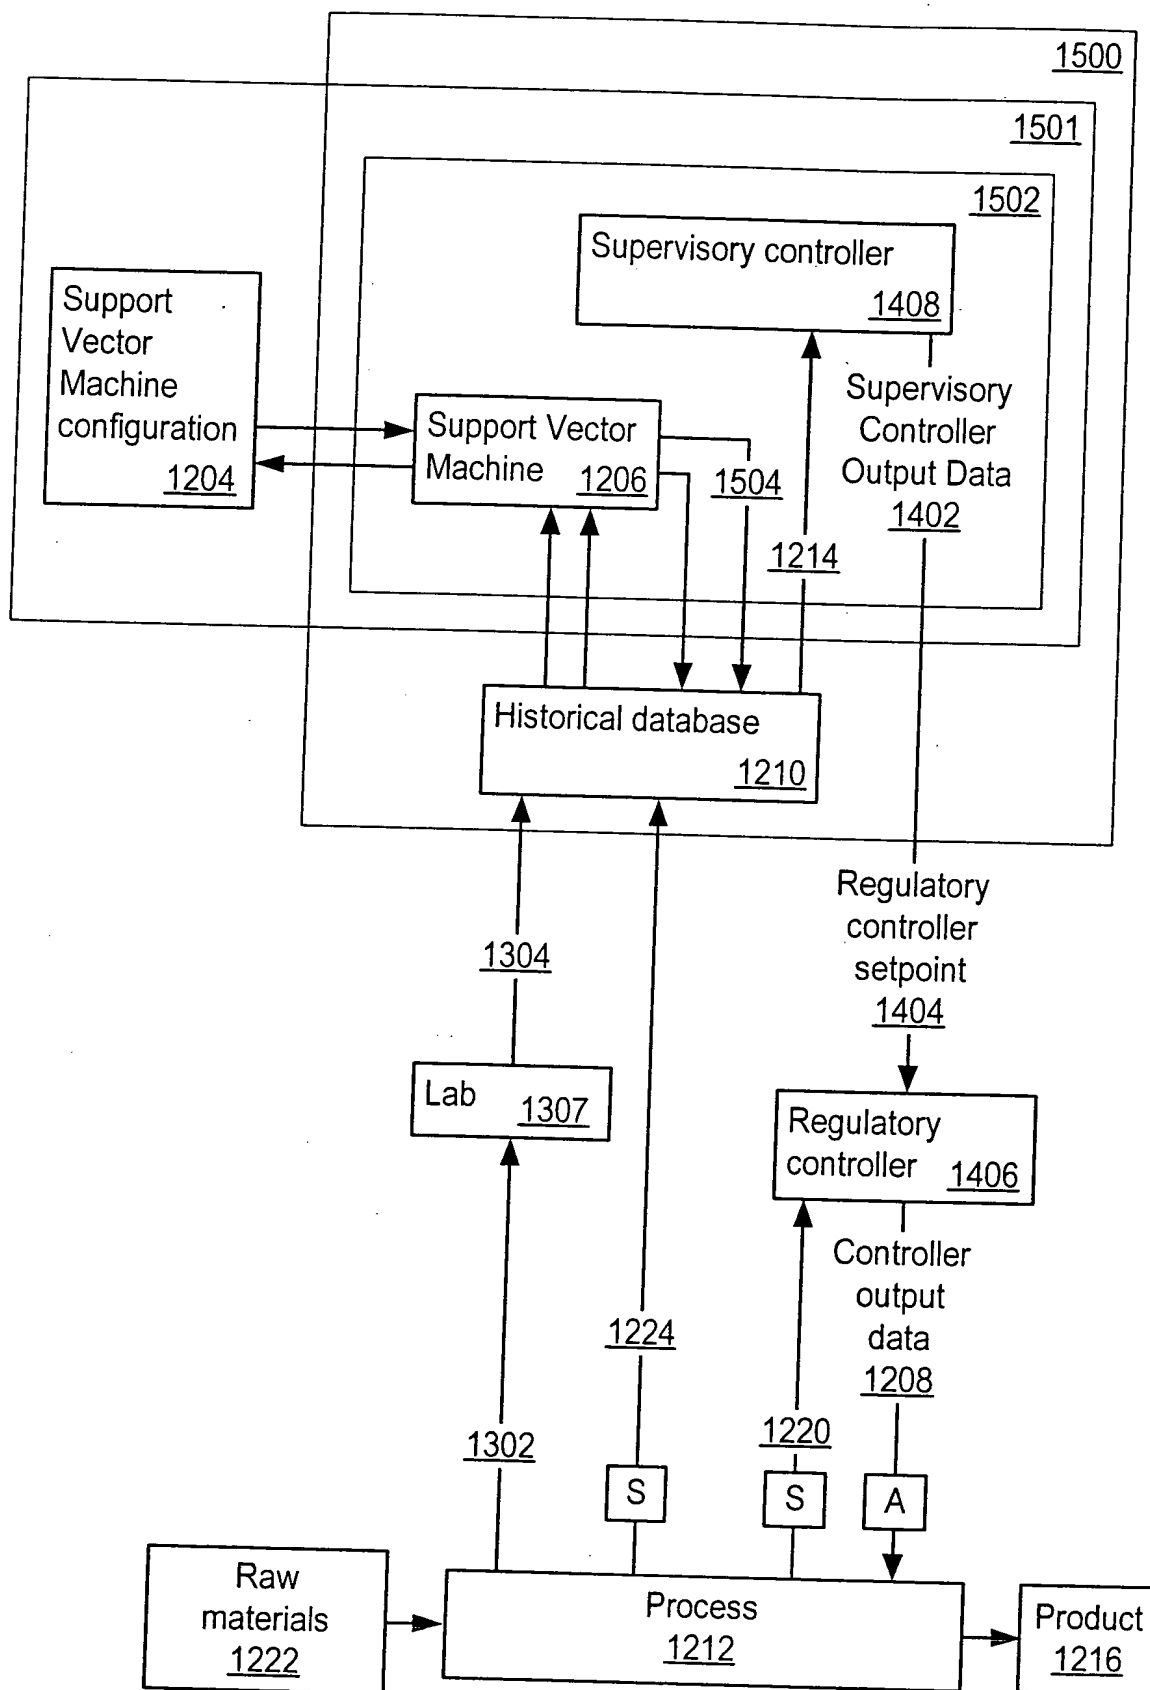 1500
1501
1502
Supervisory controller
1408
Support
Vector
Machine
configuration
1204
Support Vector
Machine
1206
1504
Supervisory
Controller
Output Data
1402
1214
Historical database
1210
Regulatory
controller
setpoint
1404
1304
Lab
1307
Regulatory
controller
1406
Controller
output
data
1208
1224
1302
1220
S
S
A
Raw
materials
1222
Process
1212
Product
1216